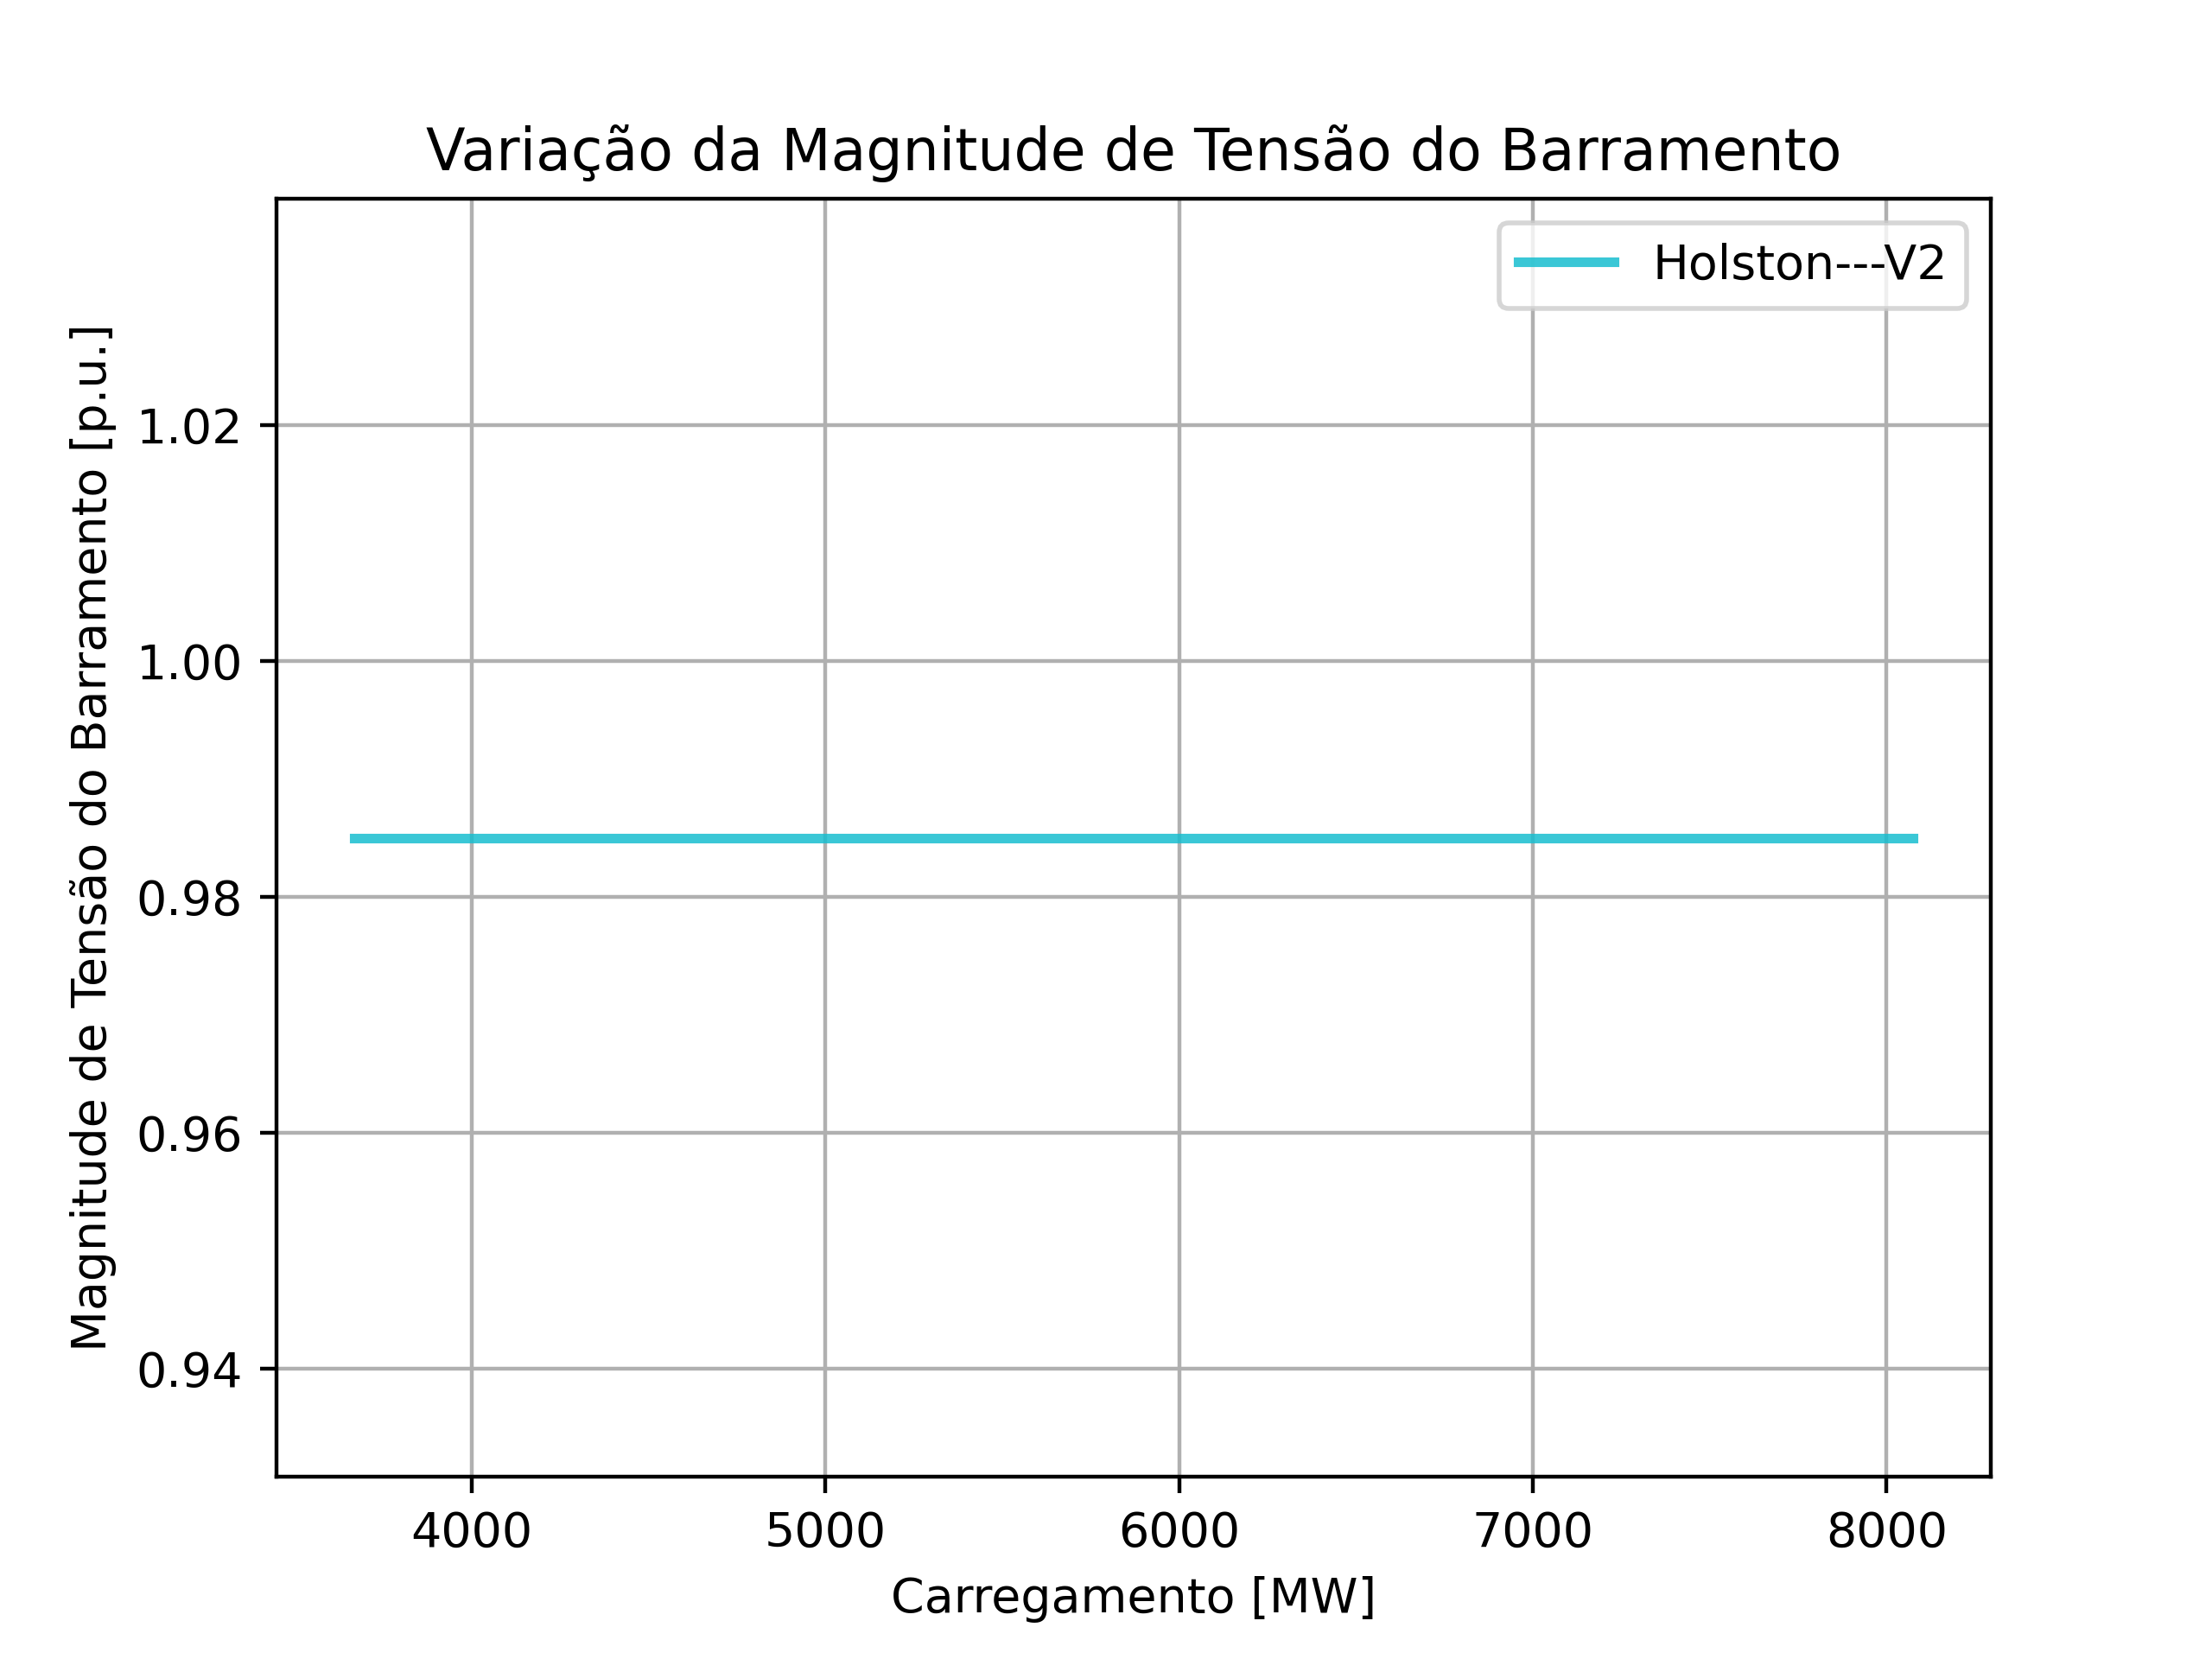 Variação da Magnitude de Tensão do Barramento
Holston---V2
Magnitude de Tensão do Barramento [p.u.]
1.02
1.00
0.98
0.96
0.94
4000 5000 6000 7000 8000
Carregamento [MW]